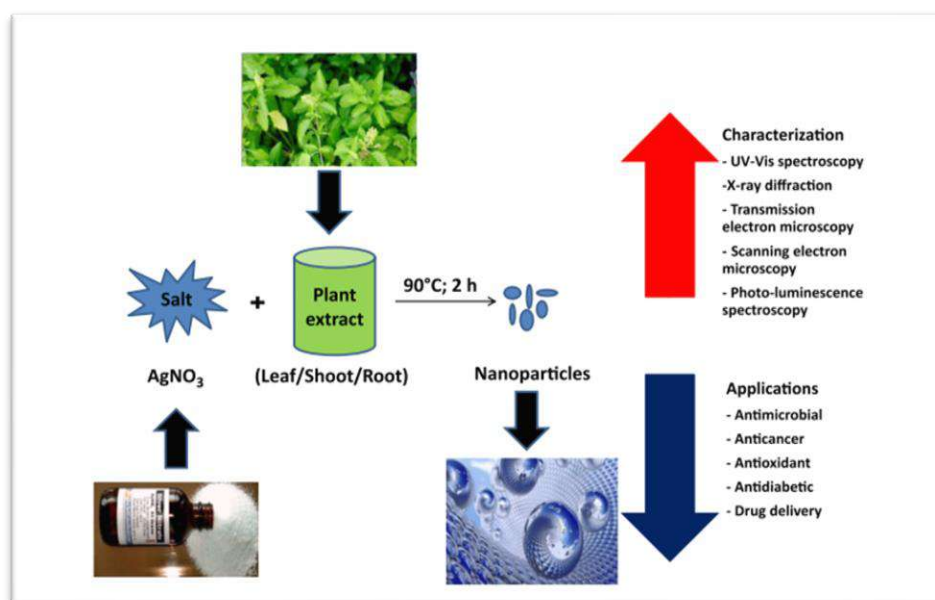 Characterization
- UV-Vis spectroscopy
-X-ray diffraction
- Transmission
electron microscopy
- Scanning electron
microscopy
- Photo-luminescence
spectroscopy
Salt
+
Plant
extract
90°C; 2 h
AgNO₃
(Leaf/Shoot/Root)
Nanoparticles
Applications
- Antimicrobial
- Anticancer
- Antioxidant
- Antidiabetic
- Drug delivery